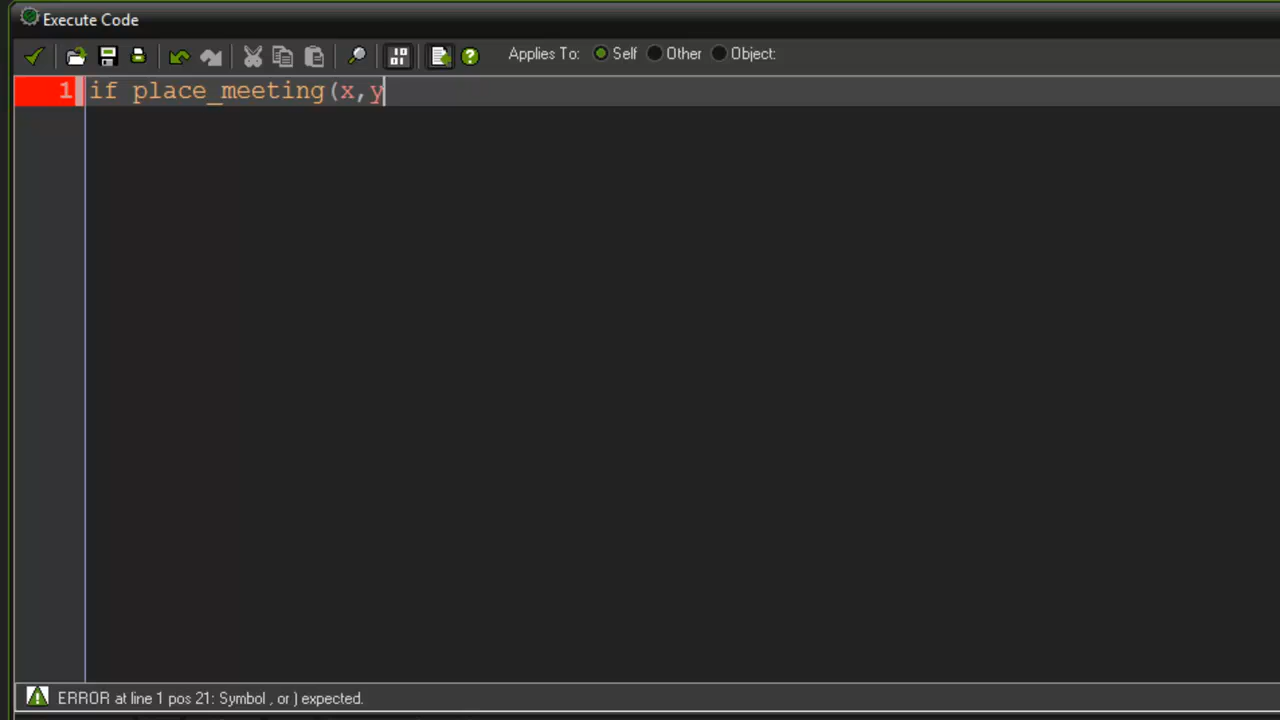 Execute Code
Applies To: Self Other Object:
1 if place_meeting(x,y
ERROR at line 1 pos 21: Symbol , or ) expected.